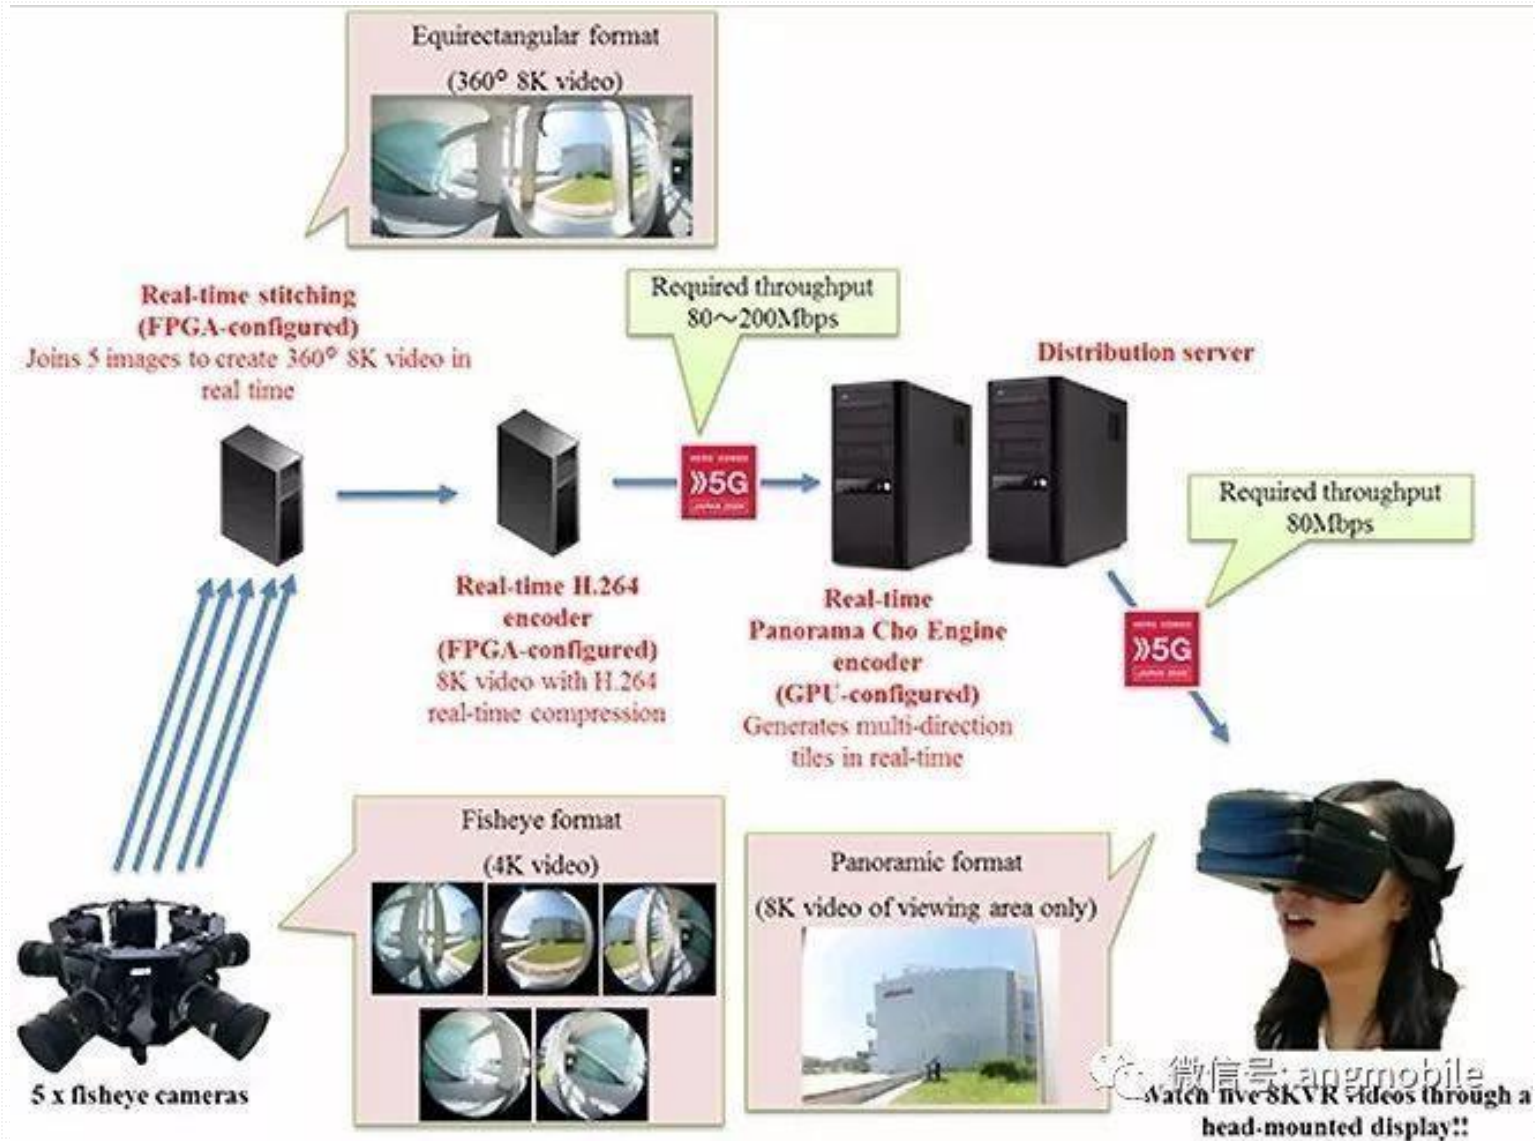 Equirectangular format
(360° 8K video)
Real-time stitching
(FPGA-configured)
Joins 5 images to create 360° 8K video in
real time
Required throughput
80～200Mbps
Distribution server
5G
Required throughput
80Mbps
Real-time H.264
encoder
(FPGA-configured)
8K video with H.264
real-time compression
Real-time
Panorama Cho Engine
encoder
(GPU-configured)
Generates multi-direction
tiles in real-time
5G
Fisheye format
(4K video)
Panoramic format
(8K video of viewing area only)
5 x fisheye cameras
微信号: angmobile
Watch live 8KVR videos through a
head-mounted display!!